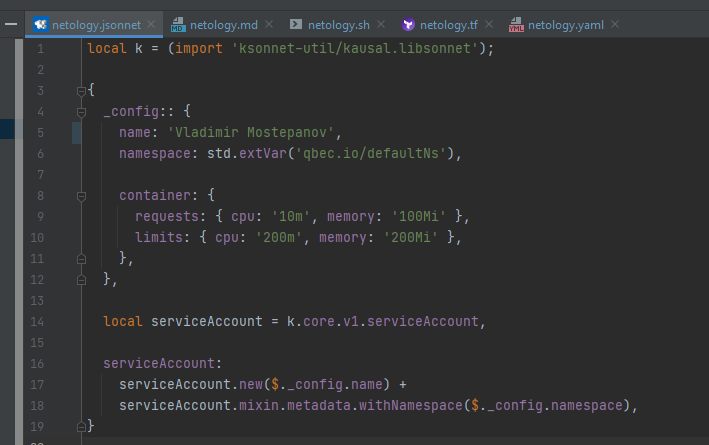 netology.jsonnet netology.md netology.sh netology.tf netology.yaml
1 local k = (import 'ksonnet-util/kausal.libsonnet');
2
3 {
4 _config:: {
5 name: 'Vladimir Mostepanov',
6 namespace: std.extVar('qbec.io/defaultNs'),
7
8 container: {
9 requests: { cpu: '10m', memory: '100Mi' },
10 limits: { cpu: '200m', memory: '200Mi' },
11 },
12 },
13
14 local serviceAccount = k.core.v1.serviceAccount,
15
16 serviceAccount:
17 serviceAccount.new($._config.name) +
18 serviceAccount.mixin.metadata.withNamespace($._config.namespace),
19 }